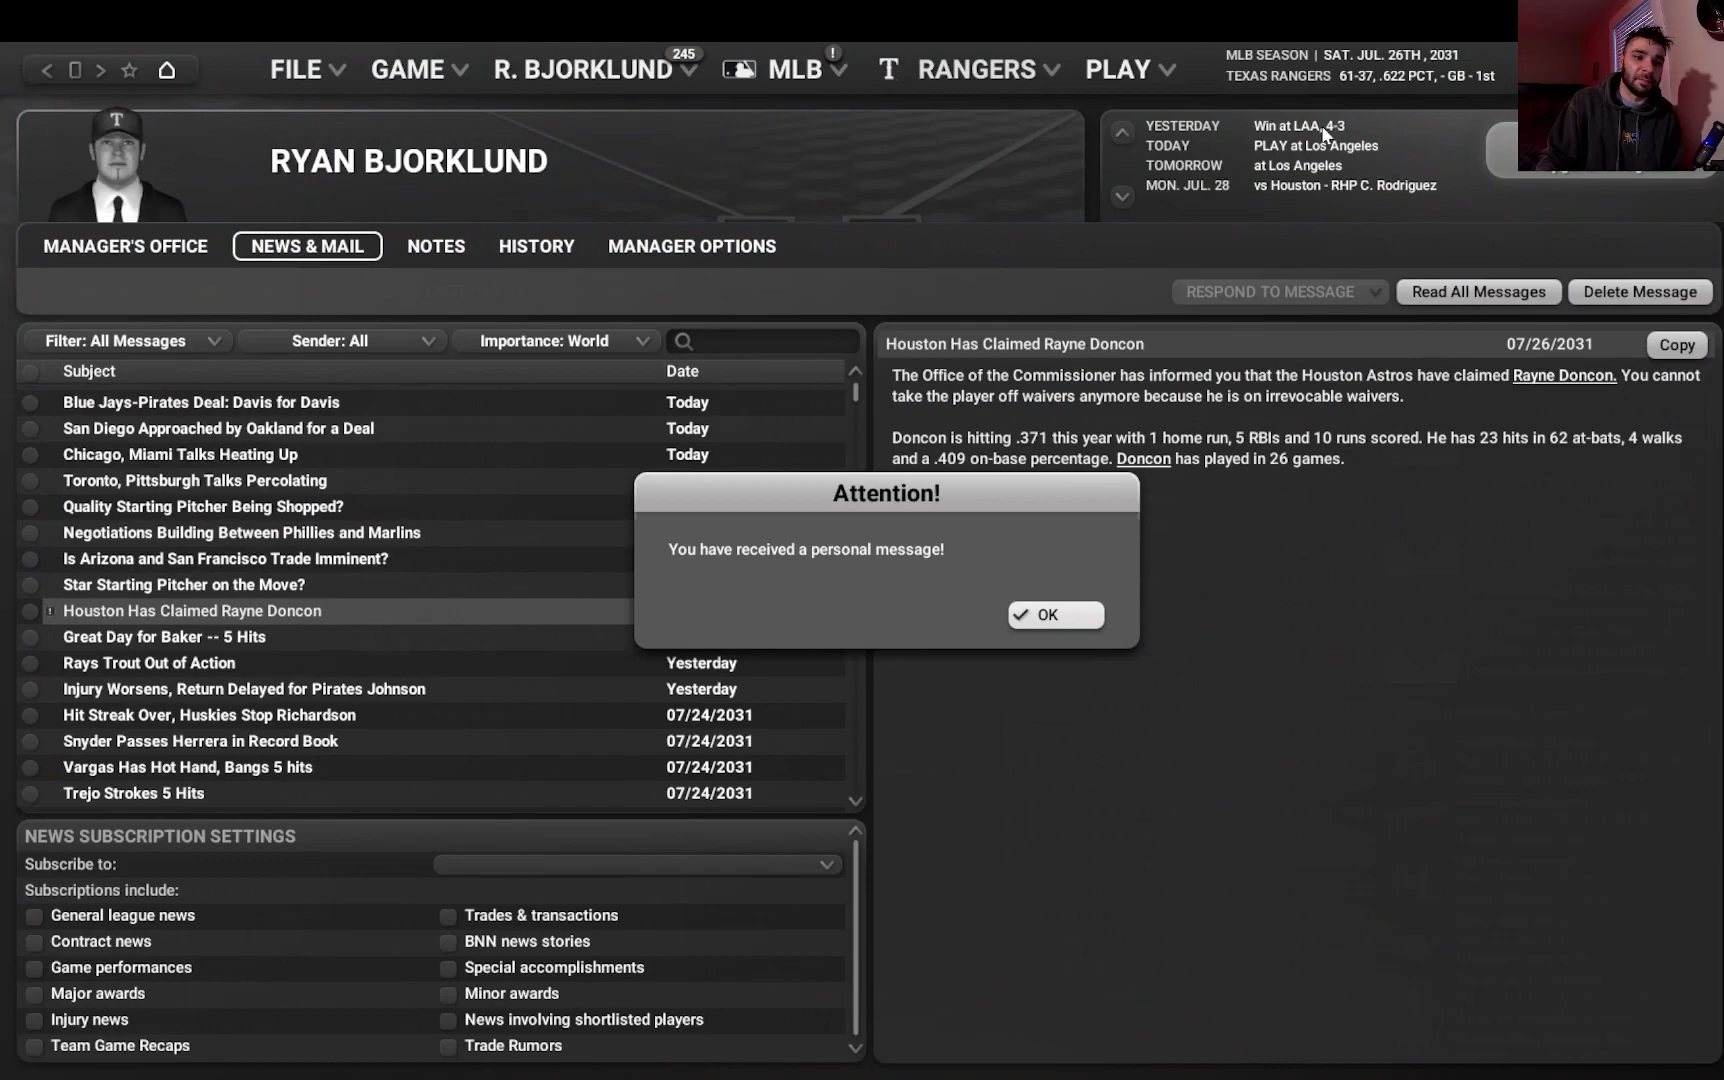 FILE GAME R. BJORKLUND 245 MLB ! T RANGERS PLAY
MLB SEASON | SAT. JUL. 26TH, 2031
TEXAS RANGERS 61-37, .622 PCT, - GB - 1st
T
RYAN BJORKLUND
YESTERDAY Win at LAA, 4-3
TODAY PLAY at Los Angeles
TOMORROW at Los Angeles
MON. JUL. 28 vs Houston - RHP C. Rodriguez
MANAGER'S OFFICE NEWS & MAIL NOTES HISTORY MANAGER OPTIONS
RESPOND TO MESSAGE Read All Messages Delete Message
Filter: All Messages Sender: All Importance: World
Subject Date
Blue Jays-Pirates Deal: Davis for Davis Today
San Diego Approached by Oakland for a Deal Today
Chicago, Miami Talks Heating Up Today
Toronto, Pittsburgh Talks Percolating
Quality Starting Pitcher Being Shopped?
Negotiations Building Between Phillies and Marlins
Is Arizona and San Francisco Trade Imminent?
Star Starting Pitcher on the Move?
! Houston Has Claimed Rayne Doncon
Great Day for Baker -- 5 Hits
Rays Trout Out of Action Yesterday
Injury Worsens, Return Delayed for Pirates Johnson Yesterday
Hit Streak Over, Huskies Stop Richardson 07/24/2031
Snyder Passes Herrera in Record Book 07/24/2031
Vargas Has Hot Hand, Bangs 5 hits 07/24/2031
Trejo Strokes 5 Hits 07/24/2031
Houston Has Claimed Rayne Doncon 07/26/2031 Copy
The Office of the Commissioner has informed you that the Houston Astros have claimed Rayne Doncon. You cannot
take the player off waivers anymore because he is on irrevocable waivers.
Doncon is hitting .371 this year with 1 home run, 5 RBIs and 10 runs scored. He has 23 hits in 62 at-bats, 4 walks
and a .409 on-base percentage. Doncon has played in 26 games.
Attention!
You have received a personal message!
OK
NEWS SUBSCRIPTION SETTINGS
Subscribe to:
Subscriptions include:
General league news Trades & transactions
Contract news BNN news stories
Game performances Special accomplishments
Major awards Minor awards
Injury news News involving shortlisted players
Team Game Recaps Trade Rumors